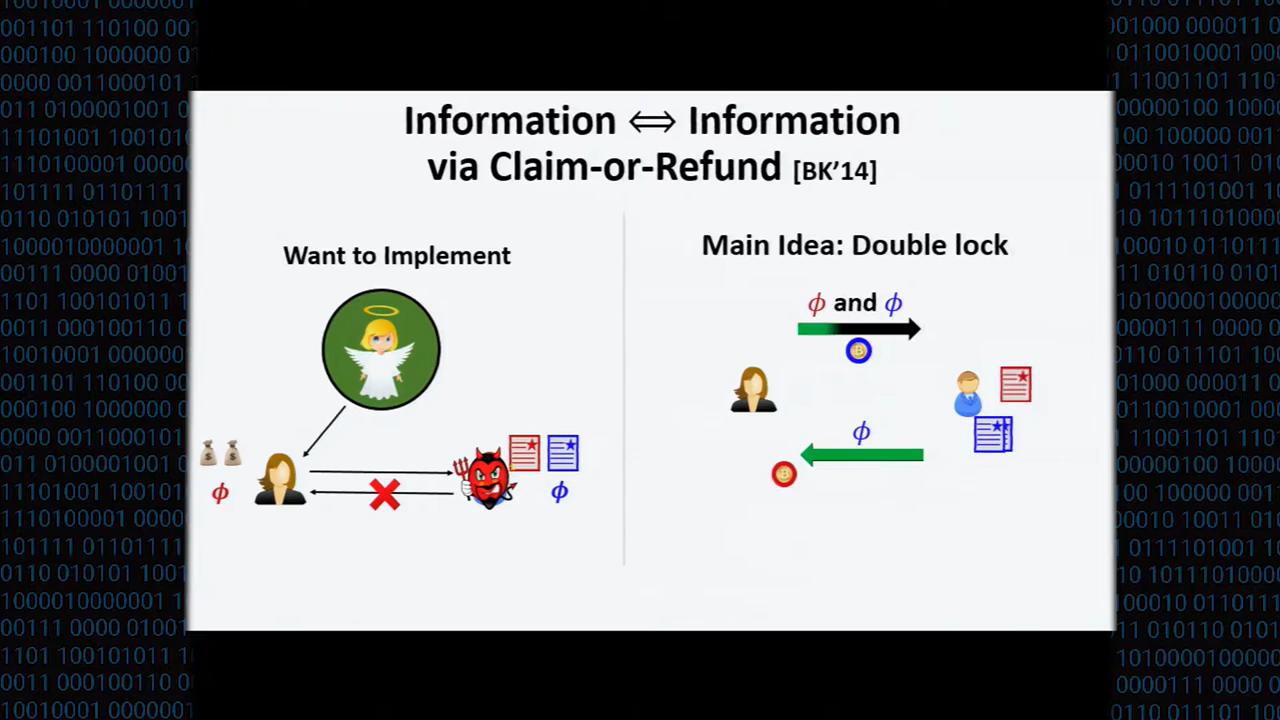 Information ⟺ Information
via Claim-or-Refund [BK'14]
Want to Implement
ϕ
ϕ
Main Idea: Double lock
ϕ and ϕ
ϕ